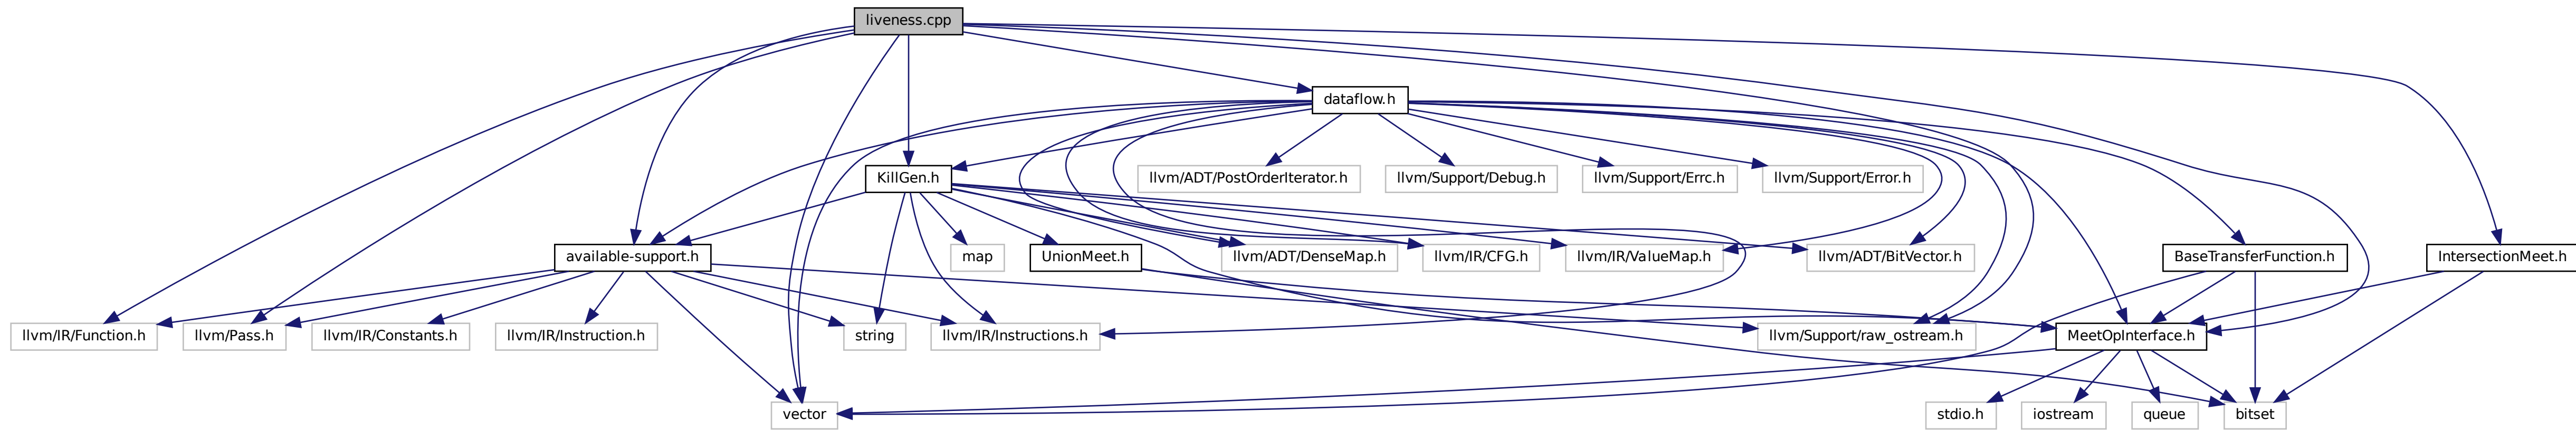 liveness.cpp
dataflow.h
KillGen.h
llvm/ADT/PostOrderIterator.h
llvm/Support/Debug.h
llvm/Support/Errc.h
llvm/Support/Error.h
available-support.h
map
UnionMeet.h
llvm/ADT/DenseMap.h
llvm/IR/CFG.h
llvm/IR/ValueMap.h
llvm/ADT/BitVector.h
BaseTransferFunction.h
IntersectionMeet.h
llvm/IR/Function.h
llvm/Pass.h
llvm/IR/Constants.h
llvm/IR/Instruction.h
string
llvm/IR/Instructions.h
llvm/Support/raw_ostream.h
MeetOpInterface.h
vector
stdio.h
iostream
queue
bitset